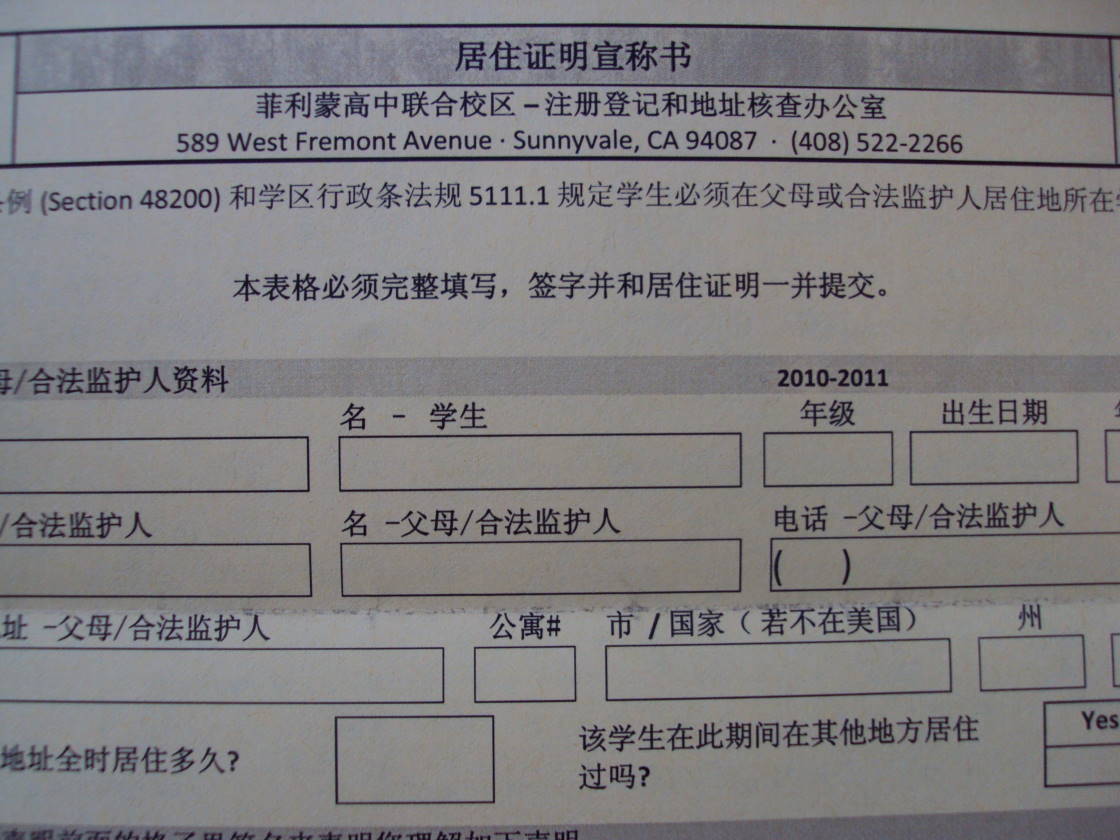 居住证明宣称书
菲利蒙高中联合校区 – 注册登记和地址核查办公室
589 West Fremont Avenue · Sunnyvale, CA 94087 · (408) 522-2266
例 (Section 48200) 和学区行政条法规 5111.1 规定学生必须在父母或合法监护人居住地所在
本表格必须完整填写，签字并和居住证明一并提交。
母/合法监护人资料 2010-2011
名 - 学生 年级 出生日期
/合法监护人 名 -父母/合法监护人 电话 -父母/合法监护人
( )
址 -父母/合法监护人 公寓# 市 / 国家（ 若不在美国） 州
地址全时居住多久? 该学生在此期间在其他地方居住 Yes
过吗?